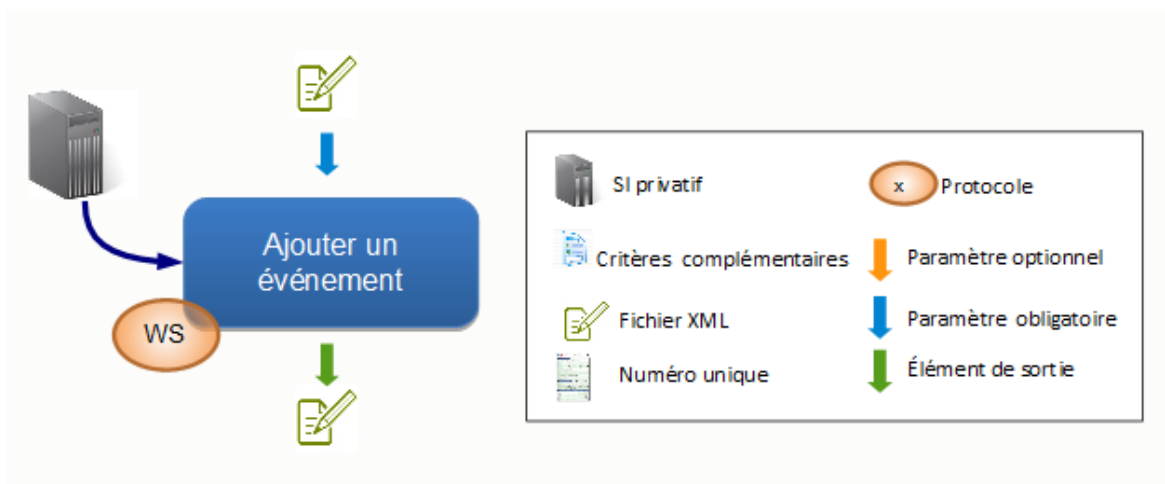 Ajouter un
événement
WS
SI privatif
x
Protocole
Critères complémentaires
Paramètre optionnel
Fichier XML
Paramètre obligatoire
Numéro unique
Élément de sortie